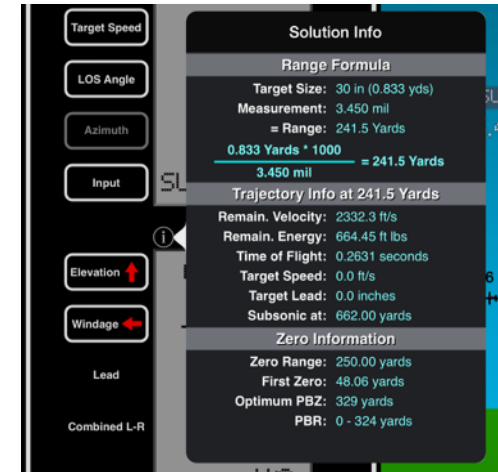 Target Speed
LOS Angle
Azimuth
Input
Elevation
Windage
Lead
Combined L-R
SL
Solution Info
Range Formula
Target Size: 30 in (0.833 yds)
Measurement: 3.450 mil
= Range: 241.5 Yards
0.833 Yards * 1000
3.450 mil
= 241.5 Yards
Trajectory Info at 241.5 Yards
Remain. Velocity: 2332.3 ft/s
Remain. Energy: 664.45 ft lbs
Time of Flight: 0.2631 seconds
Target Speed: 0.0 ft/s
Target Lead: 0.0 inches
Subsonic at: 662.00 yards
Zero Information
Zero Range: 250.00 yards
First Zero: 48.06 yards
Optimum PBZ: 329 yards
PBR: 0 - 324 yards